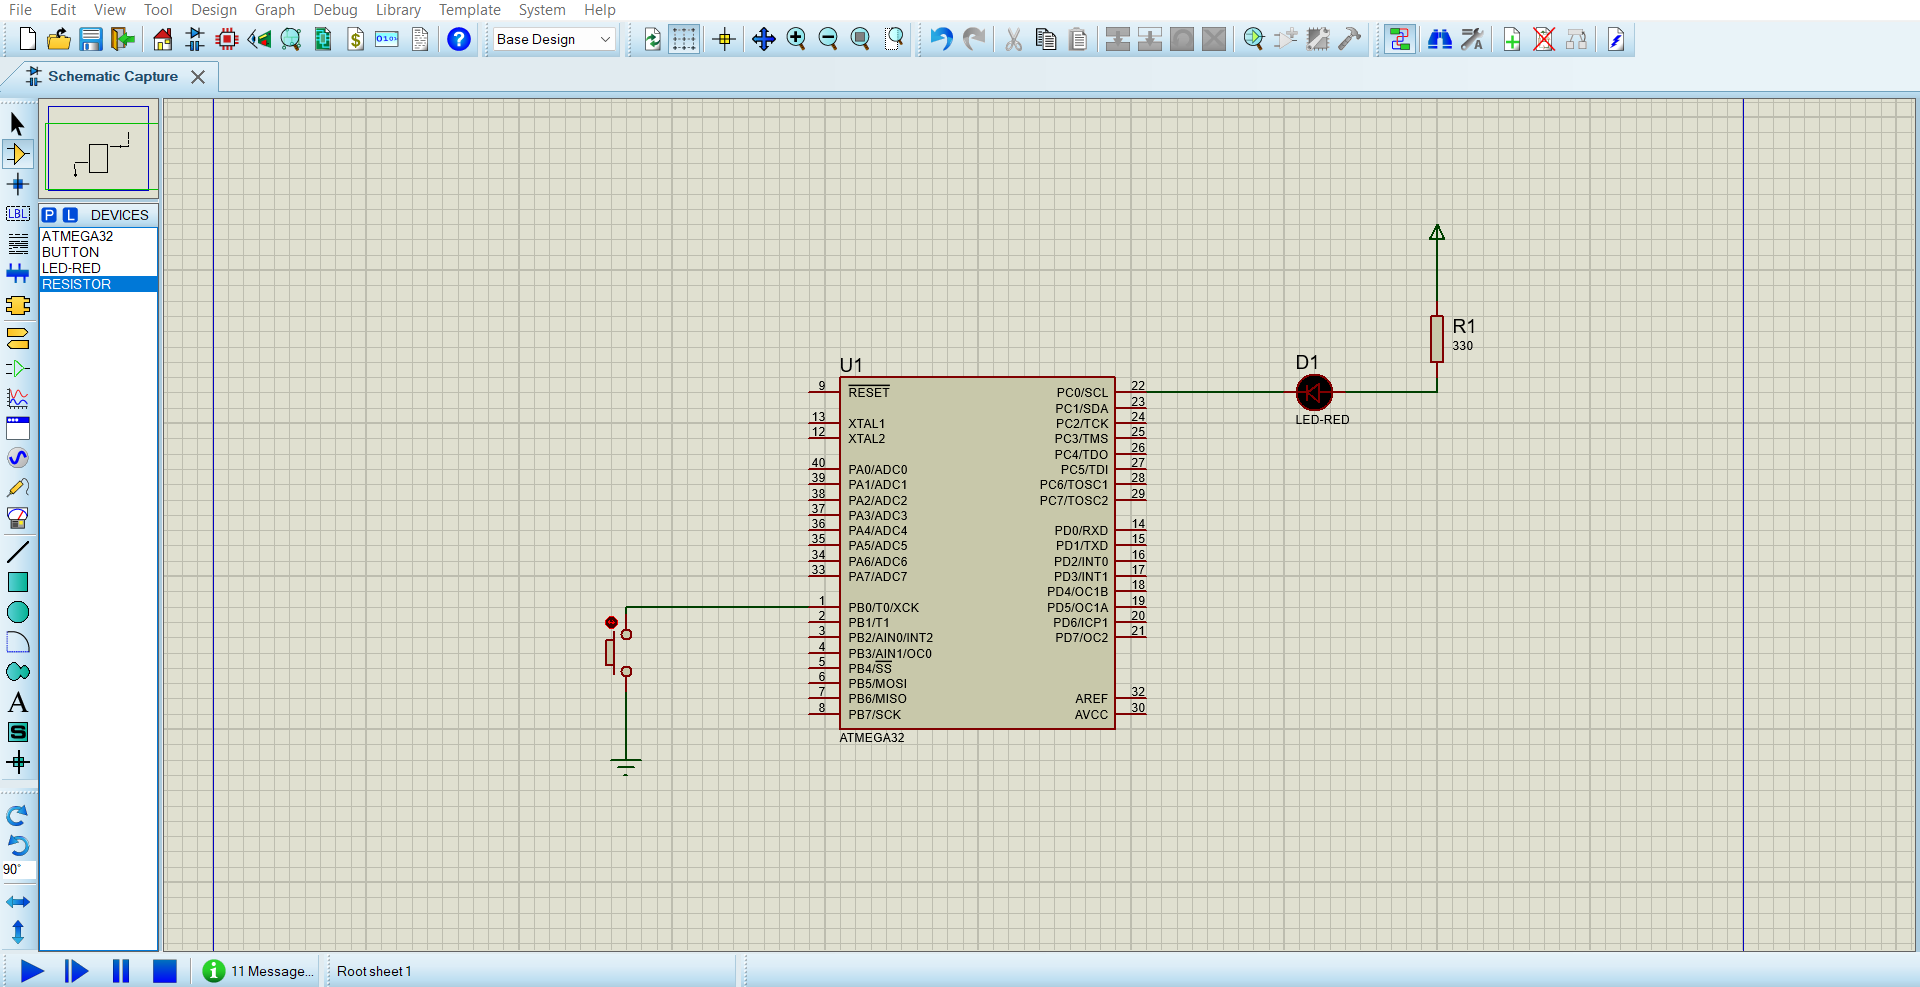 File Edit View Tool Design Graph Debug Library Template System Help
$ 0101 ? Base Design
Schematic Capture
LBL
P L DEVICES
ATMEGA32
BUTTON
LED-RED
RESISTOR
A
S
90°
R1
330
D1
LED-RED
U1
9 RESET PC0/SCL 22
PC1/SDA 23
13 XTAL1 PC2/TCK 24
12 XTAL2 PC3/TMS 25
PC4/TDO 26
40 PA0/ADC0 PC5/TDI 27
39 PA1/ADC1 PC6/TOSC1 28
38 PA2/ADC2 PC7/TOSC2 29
37 PA3/ADC3
36 PA4/ADC4 PD0/RXD 14
35 PA5/ADC5 PD1/TXD 15
34 PA6/ADC6 PD2/INT0 16
33 PA7/ADC7 PD3/INT1 17
PD4/OC1B 18
1 PB0/T0/XCK PD5/OC1A 19
2 PB1/T1 PD6/ICP1 20
3 PB2/AIN0/INT2 PD7/OC2 21
4 PB3/AIN1/OC0
5 PB4/SS
6 PB5/MOSI
7 PB6/MISO AREF 32
8 PB7/SCK AVCC 30
ATMEGA32
11 Message... Root sheet 1